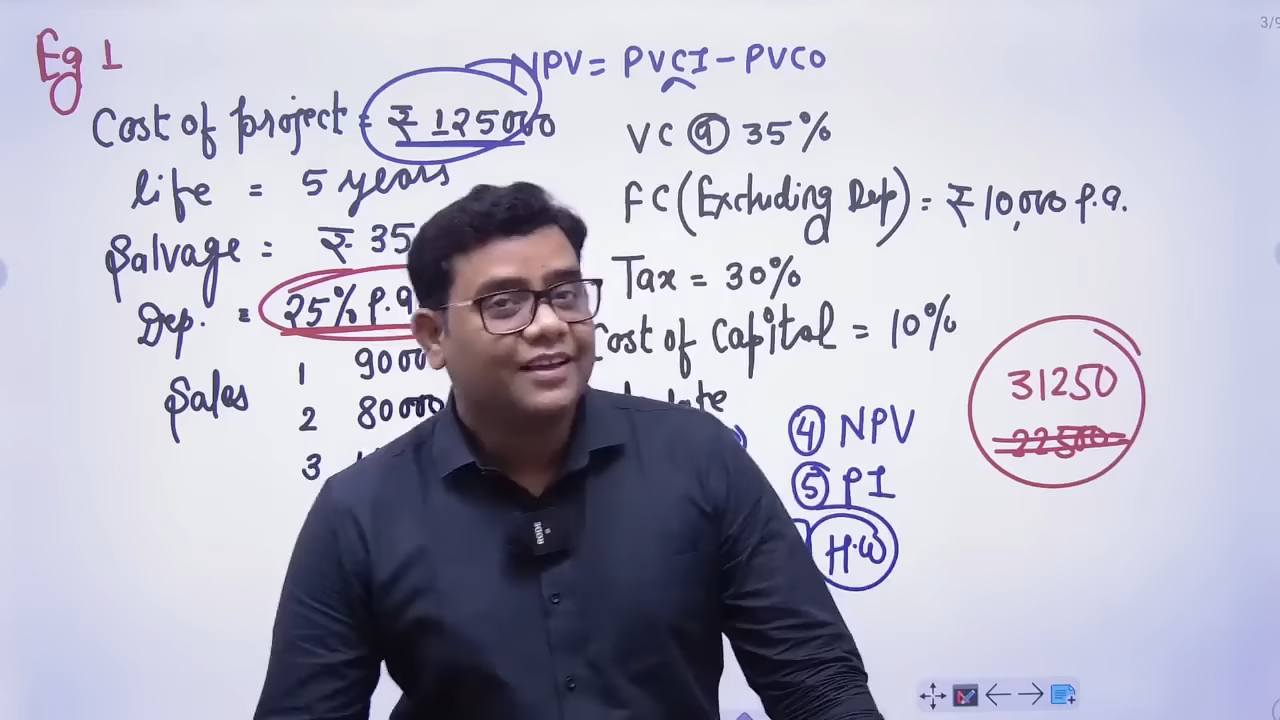 Eg 1
NPV = PVCI - PVCO
Cost of project = ₹ 125000
life = 5 years
Salvage = ₹ 35
Dep. = 25% P.a
Sales 1 9000
2 80000
3
VC @ 35%
FC (Excluding Dep) = ₹ 10,000 P.a.
Tax = 30%
Cost of Capital = 10%
④ NPV
⑤ PI
H.W
31250
22500
3/9